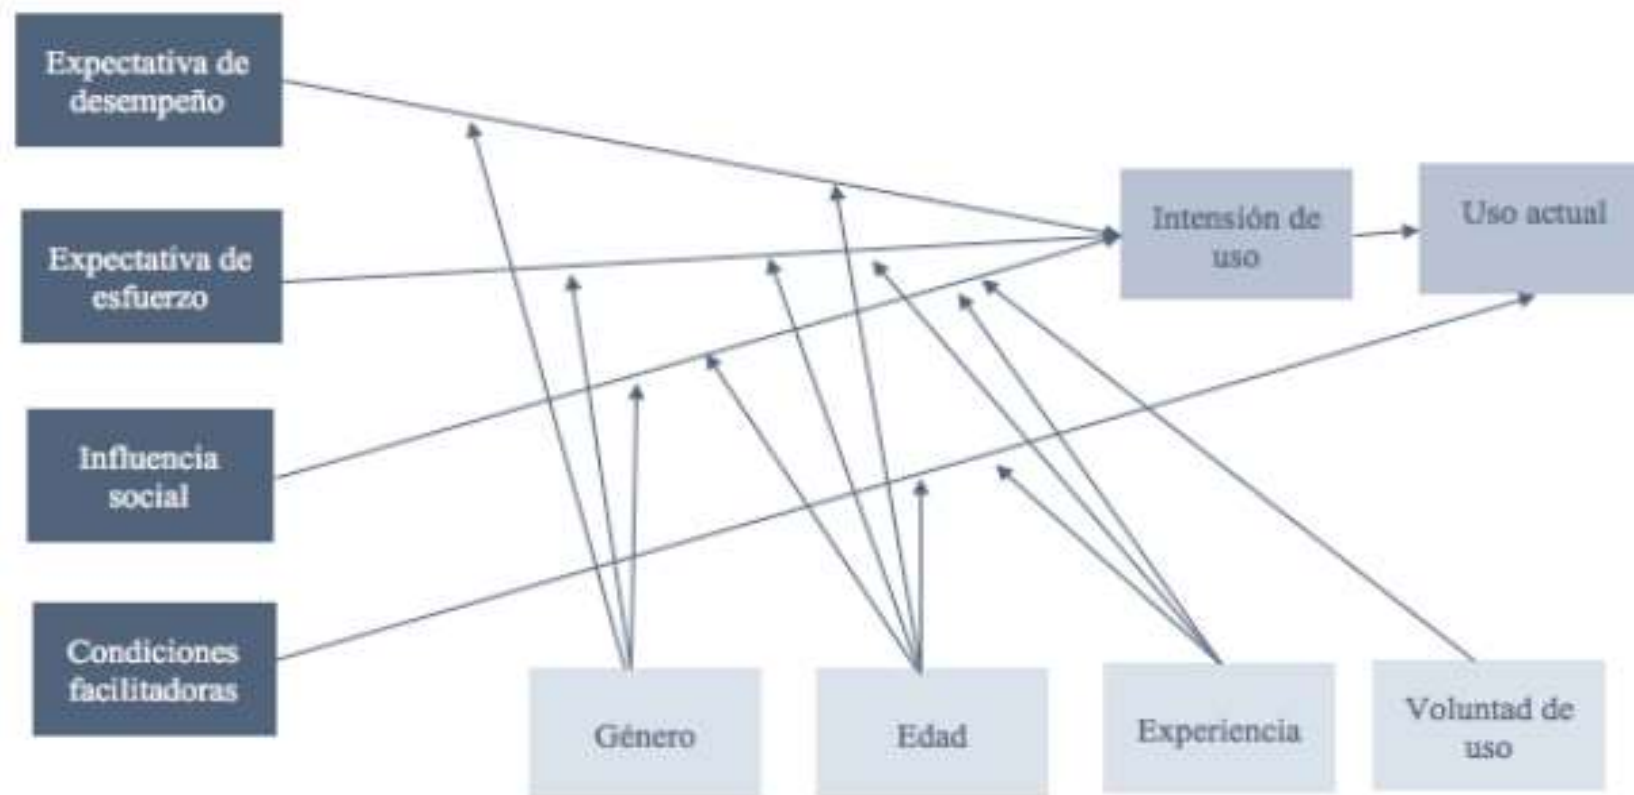 Expectativa de
desempeño
Expectativa de
esfuerzo
Influencia
social
Condiciones
facilitadoras
Intensión de
uso
Uso actual
Género
Edad
Experiencia
Voluntad de
uso